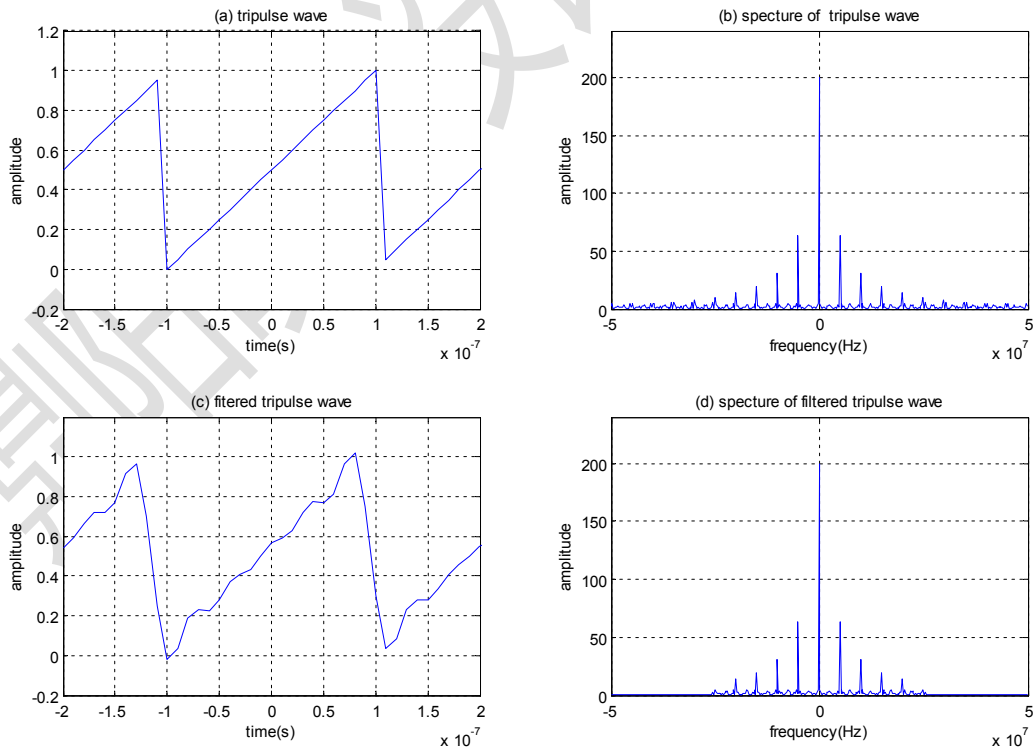 (a) tripulse wave
1.2
1
0.8
0.6
0.4
0.2
0
-0.2
amplitude
-2 -1.5 -1 -0.5 0 0.5 1 1.5 2
time(s)
x 10^-7
(b) specture of tripulse wave
200
150
100
50
0
amplitude
-5 0 5
frequency(Hz)
x 10^7
(c) fitered tripulse wave
1
0.8
0.6
0.4
0.2
0
-0.2
amplitude
-2 -1.5 -1 -0.5 0 0.5 1 1.5 2
time(s)
x 10^-7
(d) specture of filtered tripulse wave
200
150
100
50
0
amplitude
-5 0 5
frequency(Hz)
x 10^7